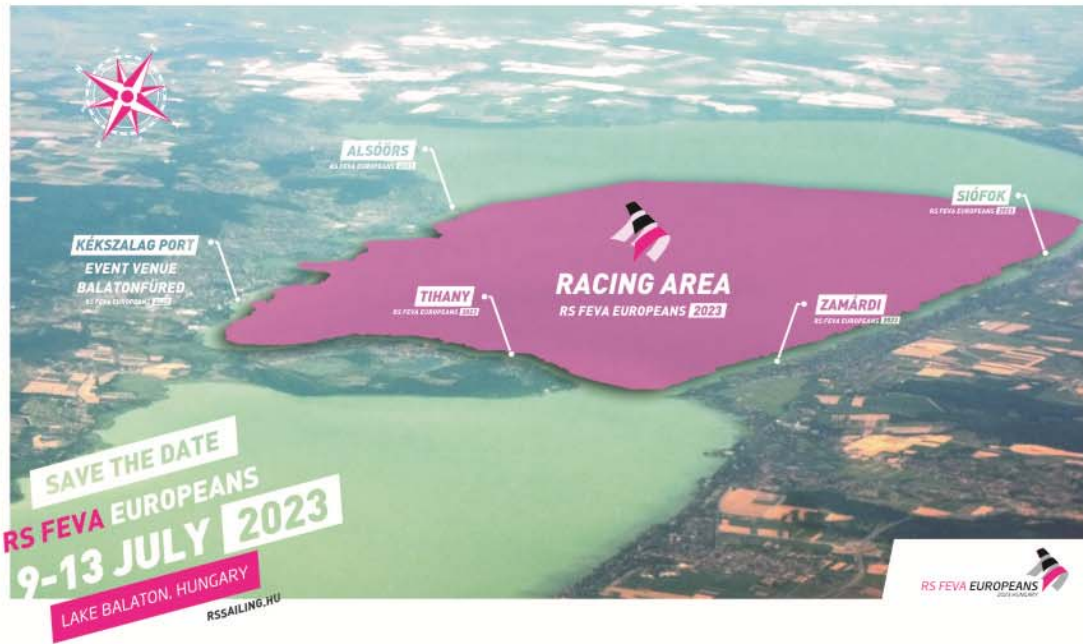 ALSÓÖRS
RS FEVA EUROPEANS 2023
SIÓFOK
RS FEVA EUROPEANS 2023
KÉKSZALAG PORT
EVENT VENUE
BALATONFÜRED
RS FEVA EUROPEANS 2023
TIHANY
RS FEVA EUROPEANS 2023
RACING AREA
RS FEVA EUROPEANS 2023
ZAMÁRDI
RS FEVA EUROPEANS 2023
SAVE THE DATE
RS FEVA EUROPEANS
9-13 JULY 2023
LAKE BALATON, HUNGARY
RSSAILING.HU
RS FEVA EUROPEANS
2023 HUNGARY